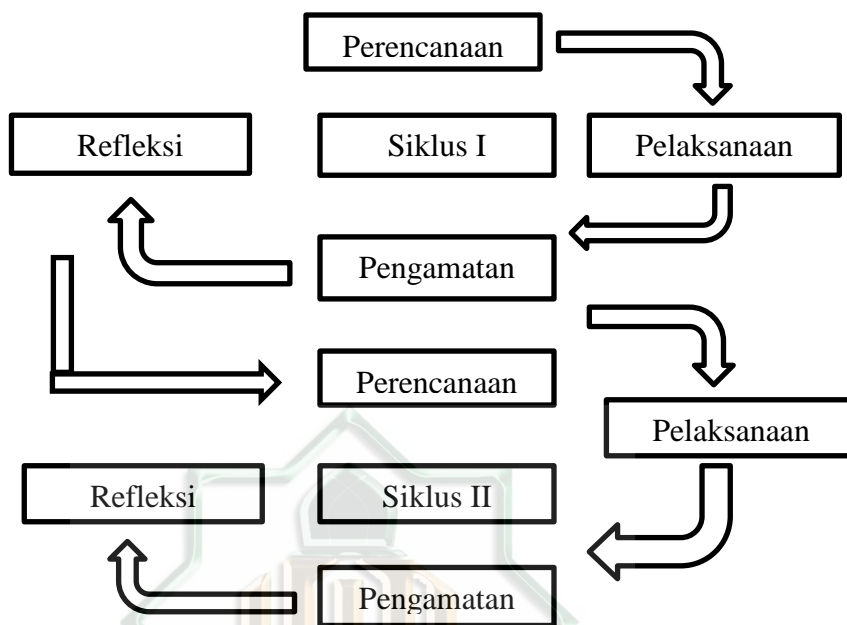 Perencanaan
Refleksi
Siklus I
Pelaksanaan
Pengamatan
Perencanaan
Pelaksanaan
Refleksi
Siklus II
Pengamatan